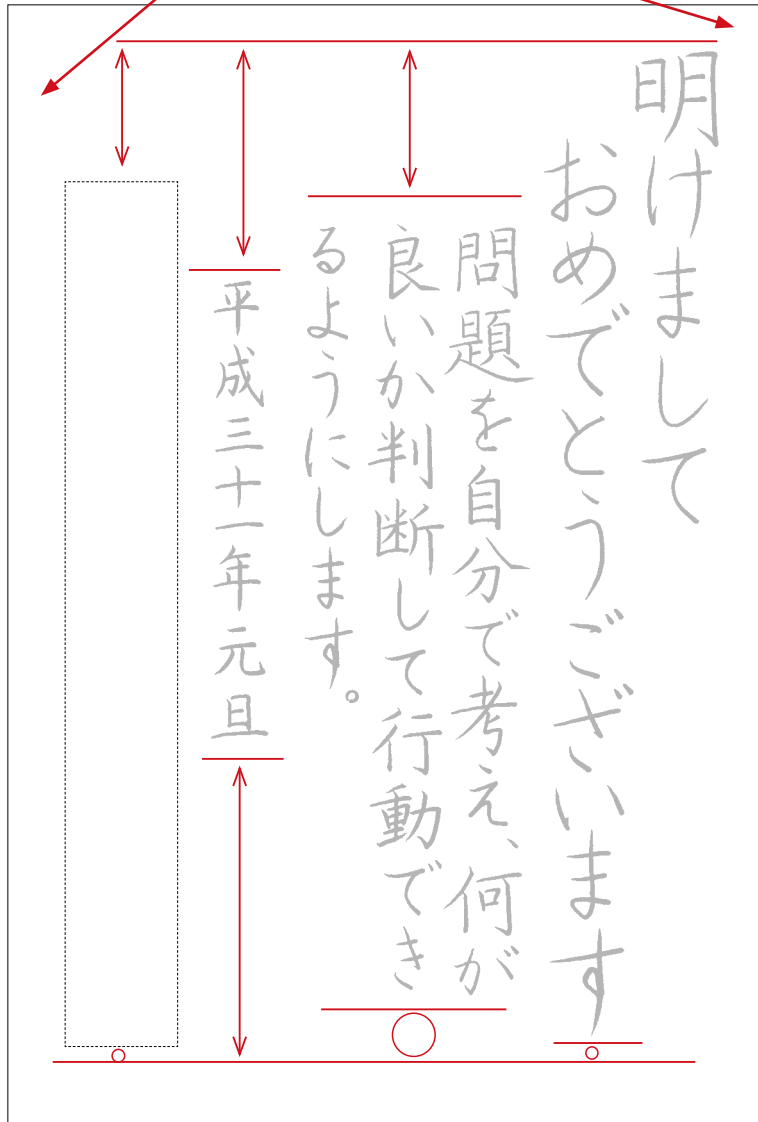 明けまして
おめでとうございます
問題を自分で考え、何が
良いか判断して行動でき
るようにします。
平成三十一年元旦